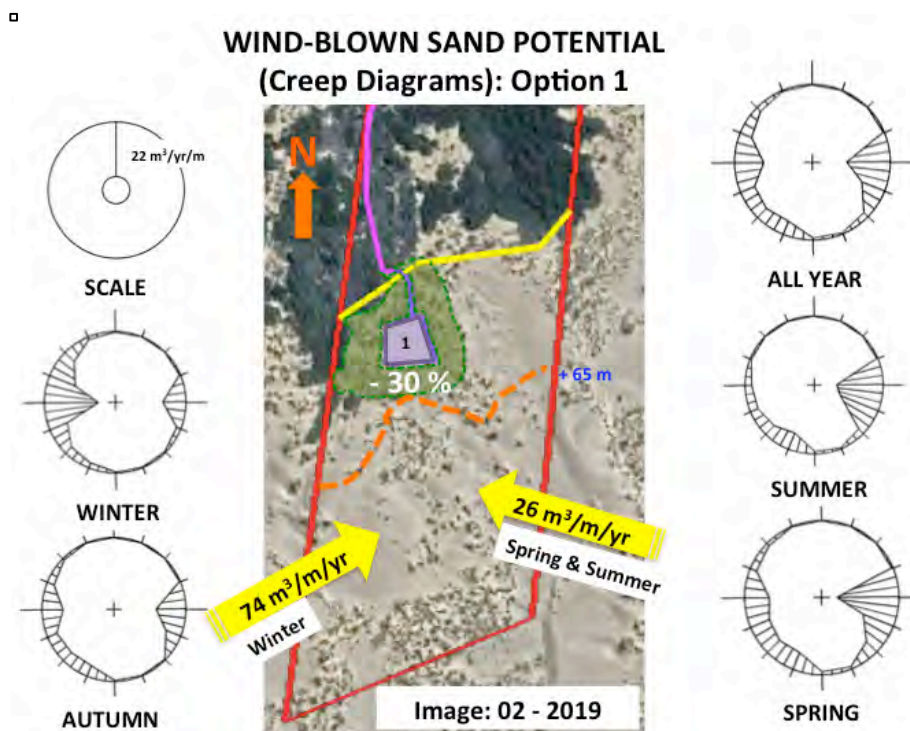 WIND-BLOWN SAND POTENTIAL
(Creep Diagrams): Option 1
22 m³/yr/m
SCALE
N
ALL YEAR
1
- 30 %
+ 65 m
WINTER
SUMMER
26 m³/m/yr
Spring & Summer
74 m³/m/yr
Winter
AUTUMN
Image: 02 - 2019
SPRING